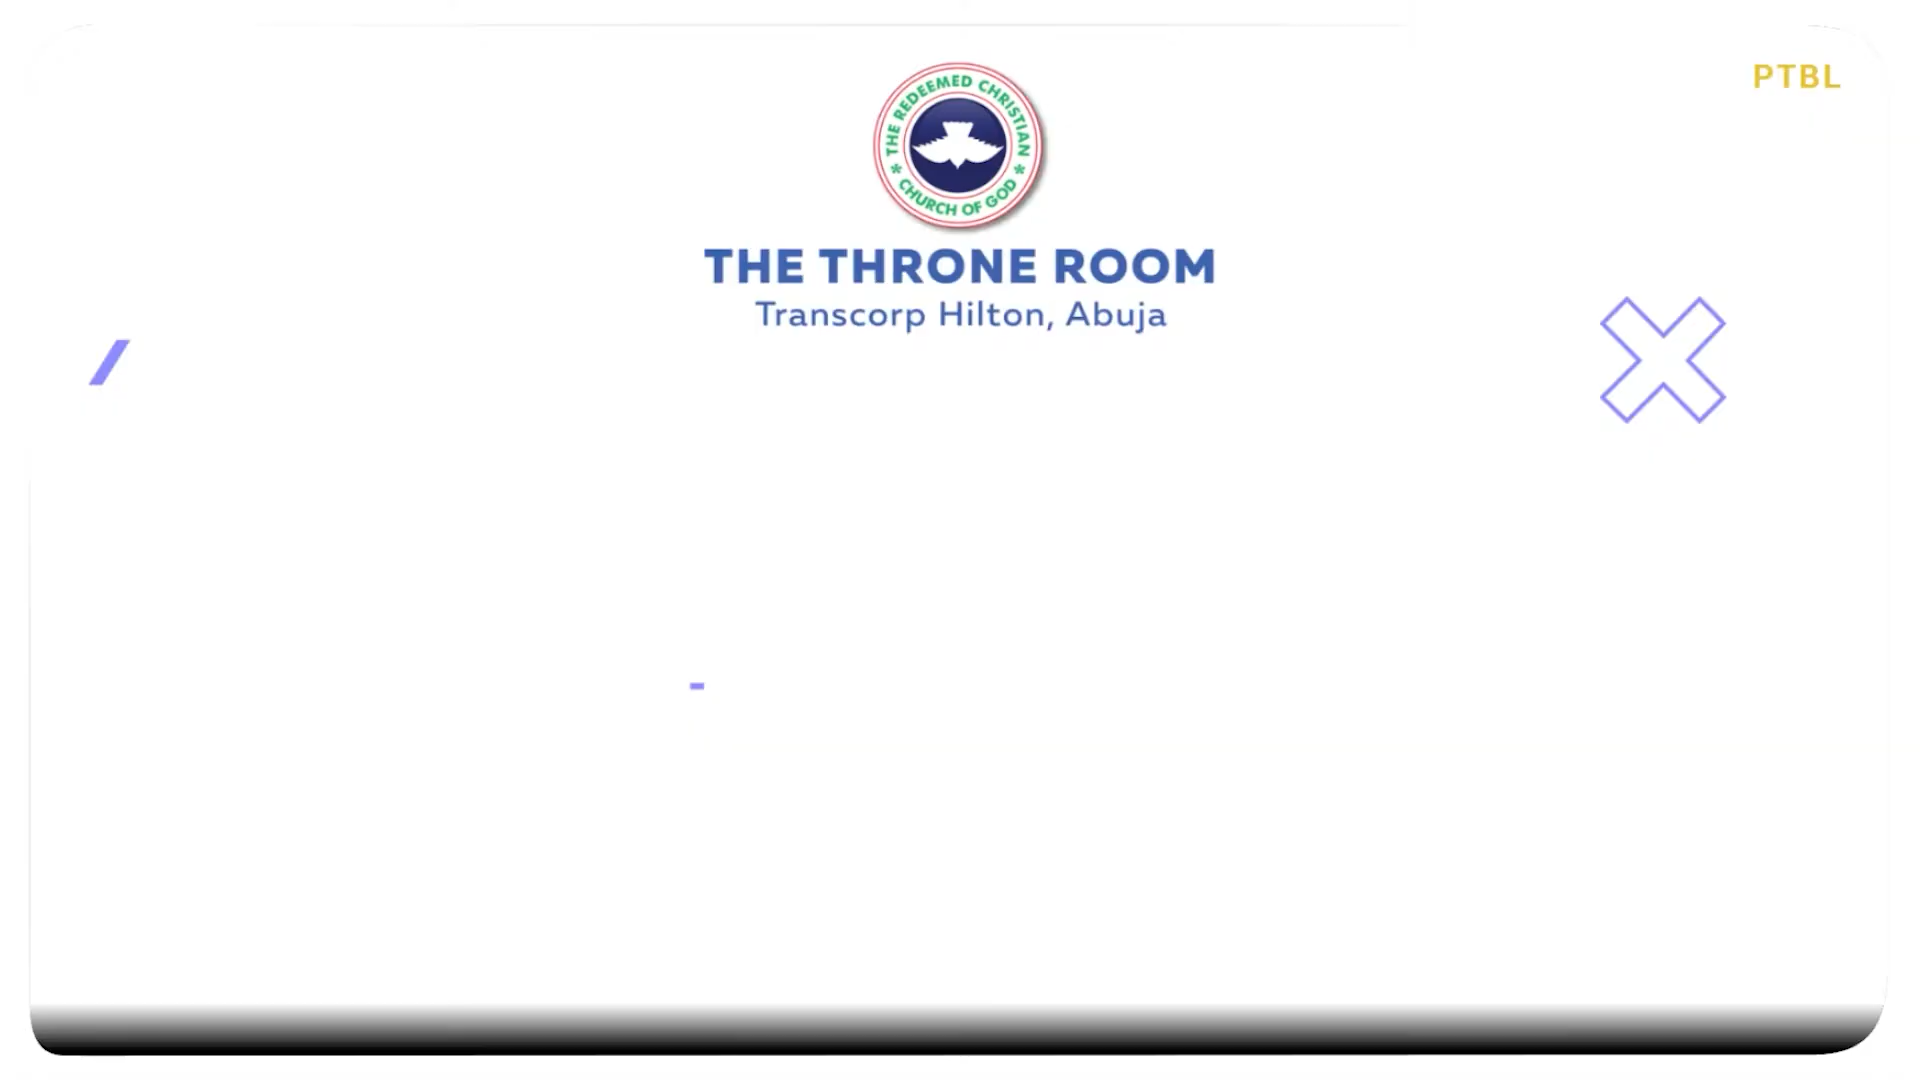 PTBL
THE REDEEMED CHRISTIAN
CHURCH OF GOD
THE THRONE ROOM
Transcorp Hilton, Abuja